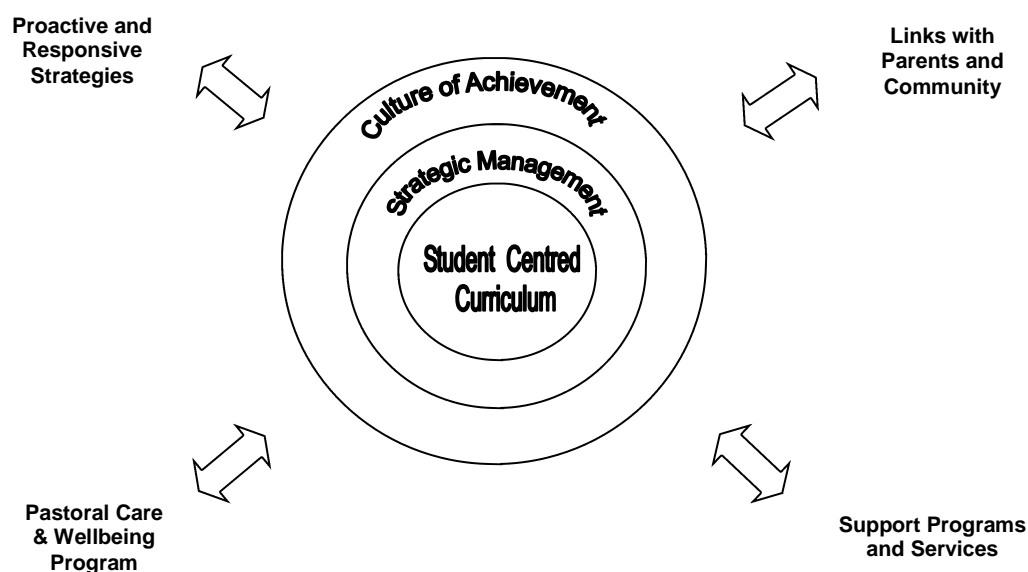 Proactive and
Responsive
Strategies
Links with
Parents and
Community
Culture of Achievement
Strategic Management
Student Centred
Curriculum
Pastoral Care
& Wellbeing
Program
Support Programs
and Services